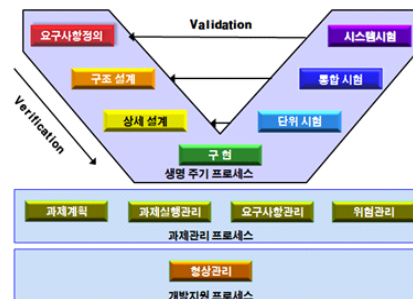 요구사항정의
Validation
시스템시험
구조 설계
통합 시험
상세 설계
단위 시험
Verification
구 현
생명 주기 프로세스
과제계획
과제실행관리
요구사항관리
위험관리
과제관리 프로세스
형상관리
개발지원 프로세스